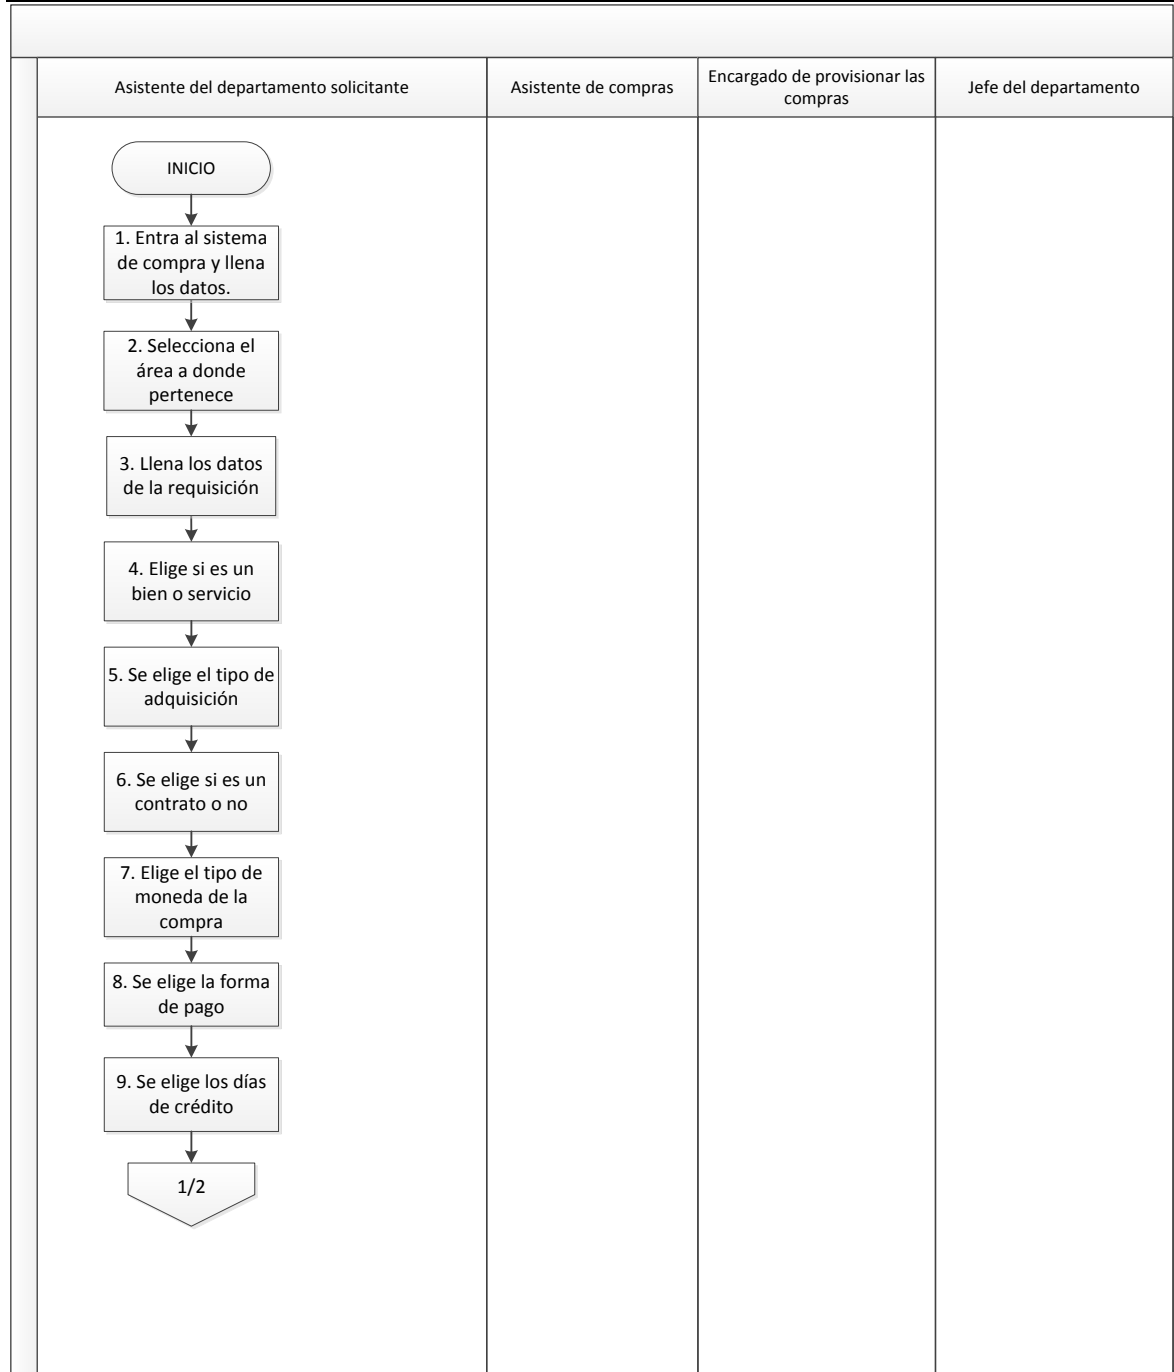 Asistente del departamento solicitante
Asistente de compras
Encargado de provisionar las
compras
Jefe del departamento
INICIO
1. Entra al sistema
de compra y llena
los datos.
2. Selecciona el
área a donde
pertenece
3. Llena los datos
de la requisición
4. Elige si es un
bien o servicio
5. Se elige el tipo de
adquisición
6. Se elige si es un
contrato o no
7. Elige el tipo de
moneda de la
compra
8. Se elige la forma
de pago
9. Se elige los días
de crédito
1/2